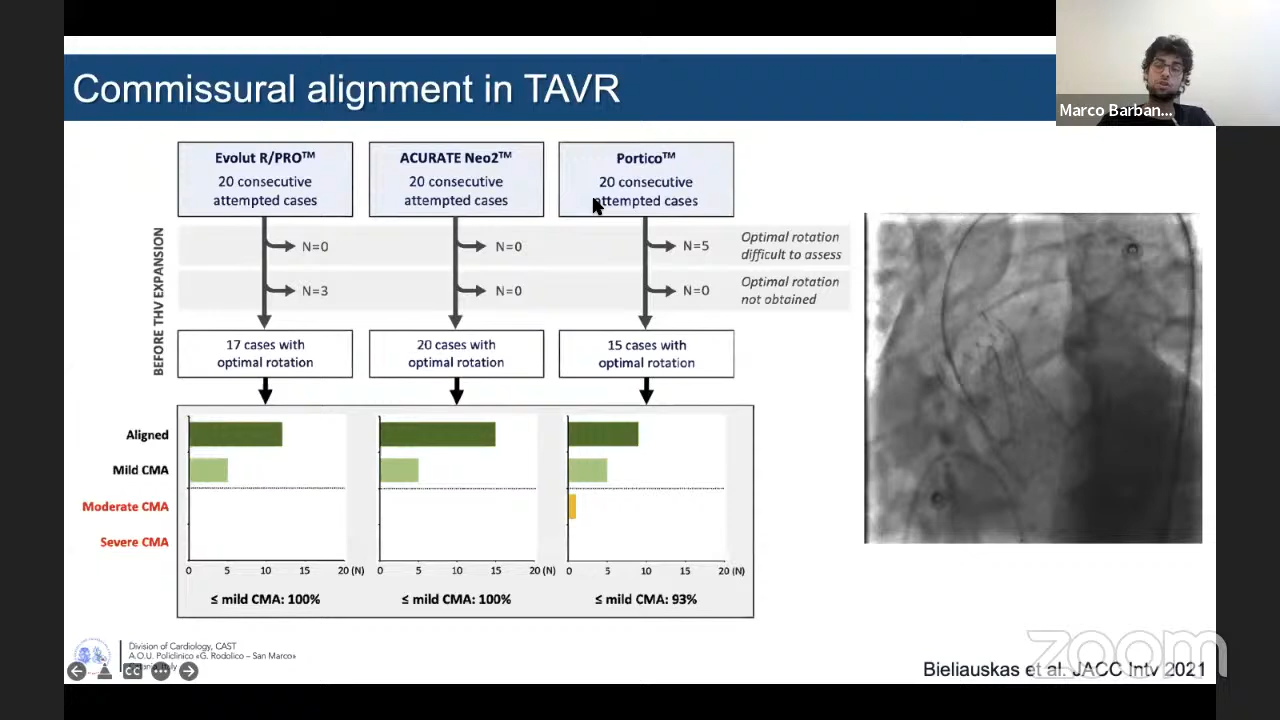 Commissural alignment in TAVR
Marco Barban...
Evolut R/PRO™
20 consecutive
attempted cases
ACURATE Neo2™
20 consecutive
attempted cases
Portico™
20 consecutive
attempted cases
BEFORE THV EXPANSION
N=0
N=0
N=5
Optimal rotation
difficult to assess
N=3
N=0
N=0
Optimal rotation
not obtained
17 cases with
optimal rotation
20 cases with
optimal rotation
15 cases with
optimal rotation
Aligned
Mild CMA
Moderate CMA
Severe CMA
0 5 10 15 20 (N)
0 5 10 15 20 (N)
0 5 10 15 20 (N)
≤ mild CMA: 100%
≤ mild CMA: 100%
≤ mild CMA: 93%
Division of Cardiology, CAST
A.O.U. Policlinico «G. Rodolico – San Marco»
CC
zoom
Bieliauskas et al. JACC Intv 2021